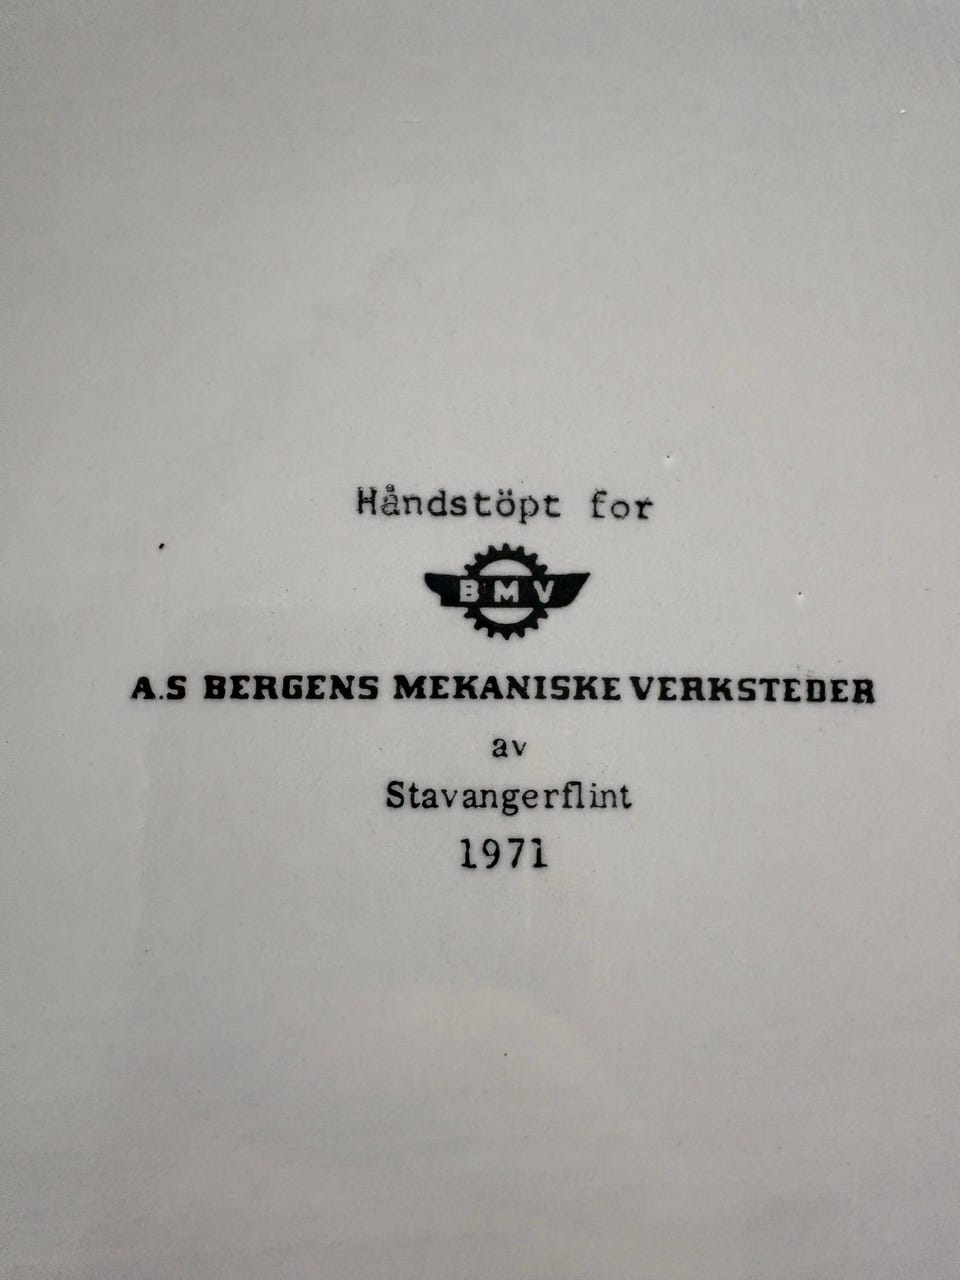 Håndstöpt for
BMV
A.S BERGENS MEKANISKE VERKSTEDER
av
Stavangerflint
1971